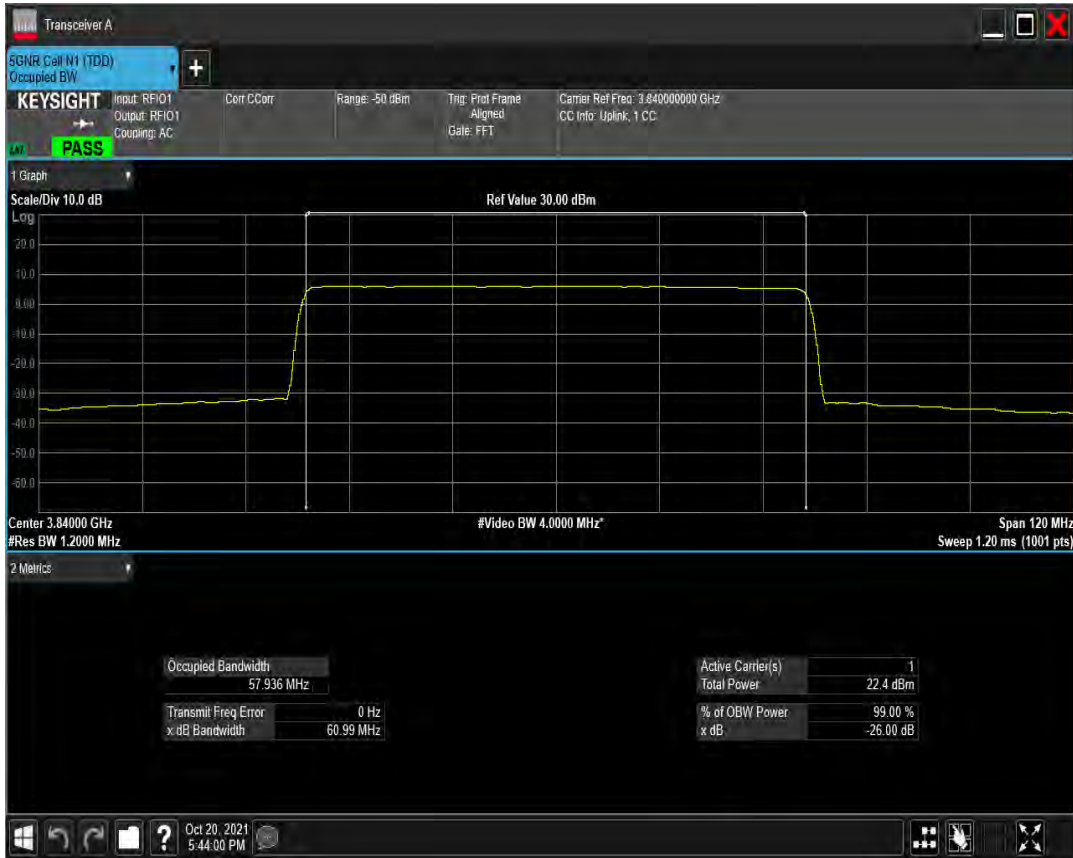 Transceiver A
5GNR Cell N1 (TDD)
Occupied BW
+
KEYSIGHT
Input: RFIO1
Output: RFIO1
Coupling: AC
Corr CCorr
Range: -50 dBm
Trig: Prot Frame
Aligned
Gate: FFT
Carrier Ref Freq: 3.840000000 GHz
CC Info: Uplink, 1 CC
PASS
1 Graph
Scale/Div 10.0 dB
Ref Value 30.00 dBm
Log
20.0
10.0
0.00
-10.0
-20.0
-30.0
-40.0
-50.0
-60.0
Center 3.84000 GHz
#Video BW 4.0000 MHz*
Span 120 MHz
#Res BW 1.2000 MHz
Sweep 1.20 ms (1001 pts)
2 Metrics
Occupied Bandwidth
57.936 MHz
Transmit Freq Error 0 Hz
x dB Bandwidth 60.99 MHz
Active Carrier(s) 1
Total Power 22.4 dBm
% of OBW Power 99.00 %
x dB -26.00 dB
?
Oct 20, 2021
5:44:00 PM